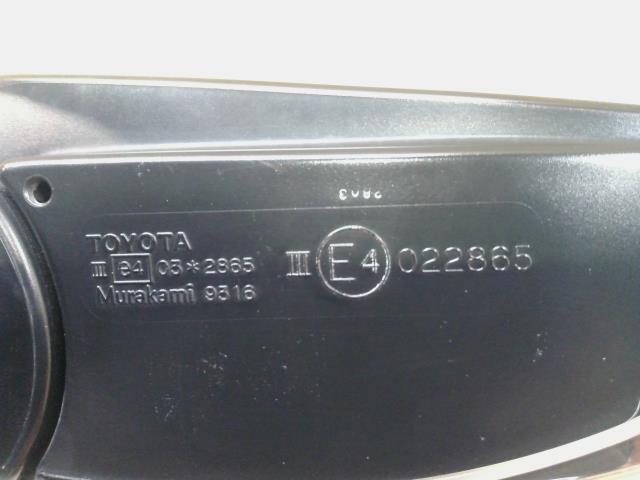 TOYOTA
III e4 03*2865
Murakami 9316
III E4 022865